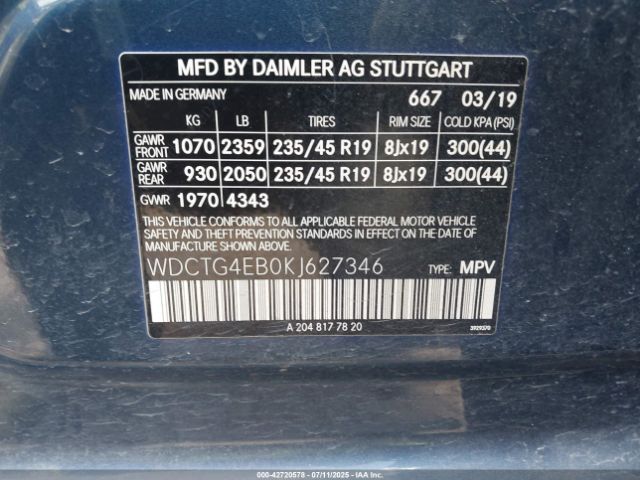 MFD BY DAIMLER AG STUTTGART
MADE IN GERMANY 667 03/19
KG LB TIRES RIM SIZE COLD KPA(PSI)
GAWR FRONT 1070 2359 235/45 R19 8Jx19 300(44)
GAWR REAR 930 2050 235/45 R19 8Jx19 300(44)
GVWR 1970 4343
THIS VEHICLE CONFORMS TO ALL APPLICABLE FEDERAL MOTOR VEHICLE
SAFETY, BUMPER, AND THEFT PREVENTION STANDARDS IN EFFECT ON THE DATE OF
MANUFACTURE SHOWN ABOVE.
WDCTG4EB0KJ627346 TYPE: MPV
A 204 817 78 20 3929370
000-42720578 - 07/11/2025 - IAAI.com